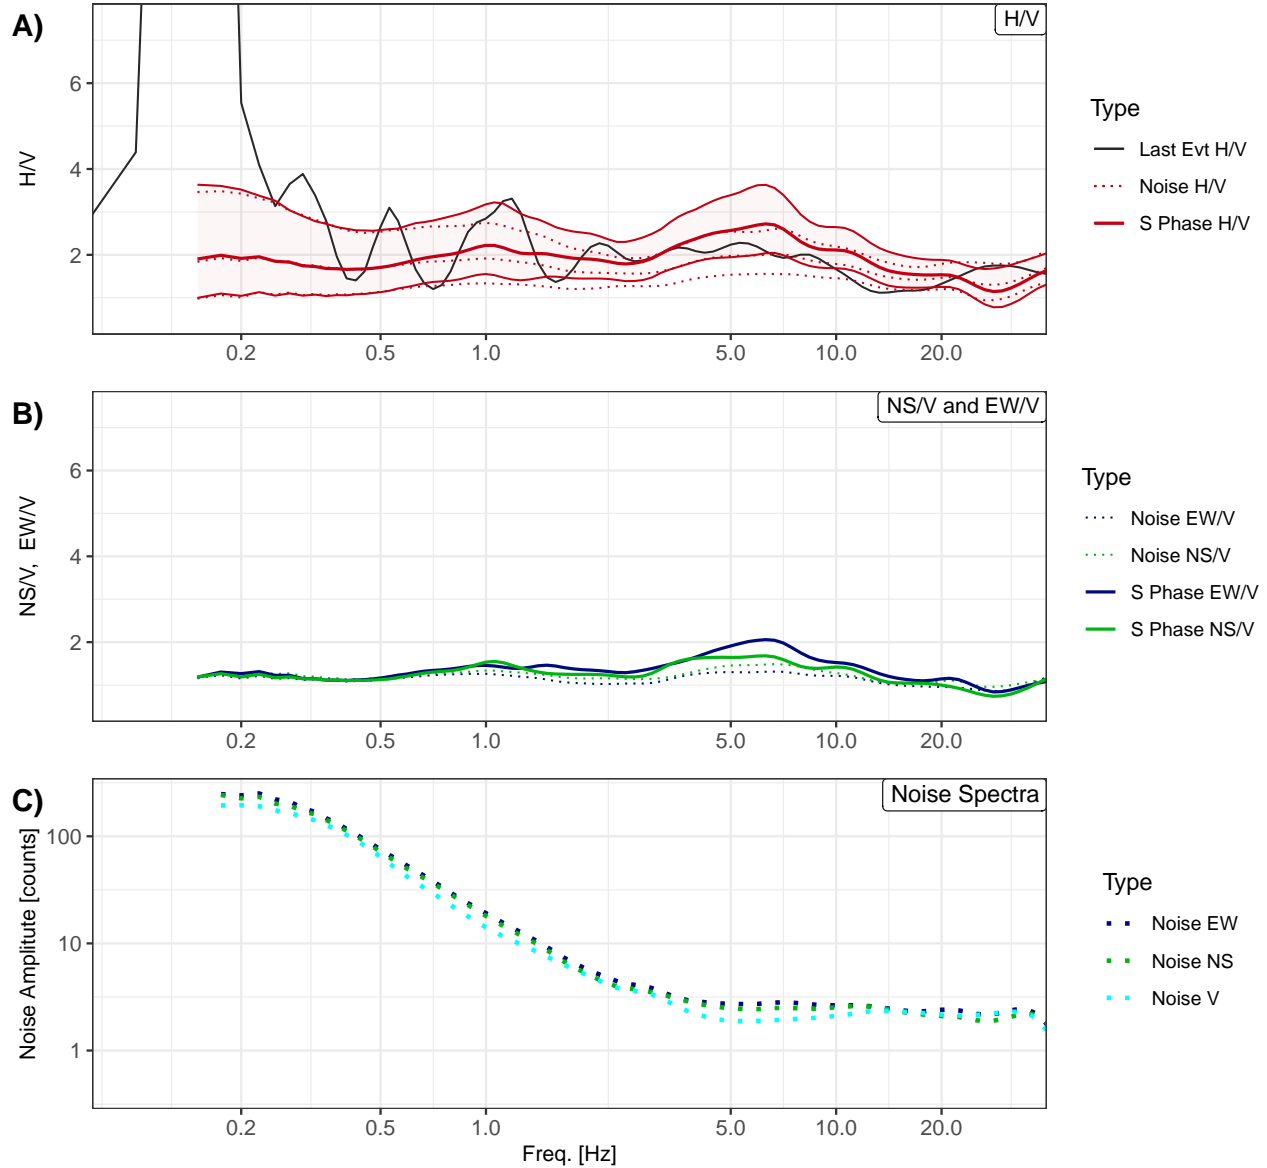 A)
H/V
6
4
2
H/V
0.2 0.5 1.0 5.0 10.0 20.0
Type
Last Evt H/V
Noise H/V
S Phase H/V
B)
NS/V and EW/V
6
4
2
NS/V, EW/V
0.2 0.5 1.0 5.0 10.0 20.0
Type
Noise EW/V
Noise NS/V
S Phase EW/V
S Phase NS/V
C)
Noise Spectra
100
10
1
Noise Amplitute [counts]
0.2 0.5 1.0 5.0 10.0 20.0
Freq. [Hz]
Type
Noise EW
Noise NS
Noise V